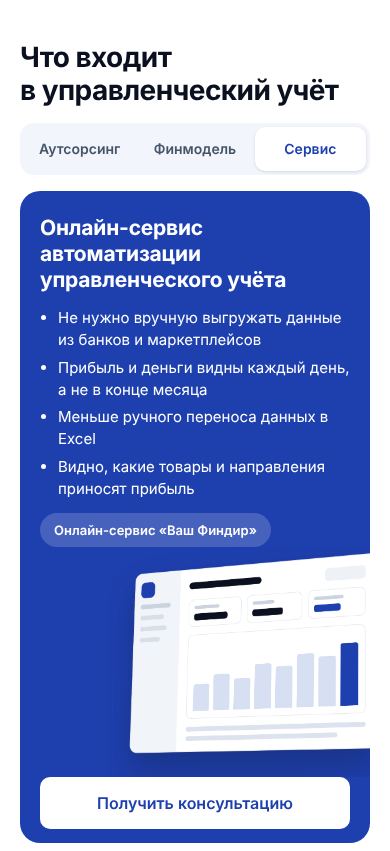 Что входит
в управленческий учёт
Аутсорсинг
Финмодель
Сервис
Онлайн-сервис
автоматизации
управленческого учёта
• Не нужно вручную выгружать данные
из банков и маркетплейсов
• Прибыль и деньги видны каждый день,
а не в конце месяца
• Меньше ручного переноса данных в
Excel
• Видно, какие товары и направления
приносят прибыль
Онлайн-сервис «Ваш Финдир»
Получить консультацию